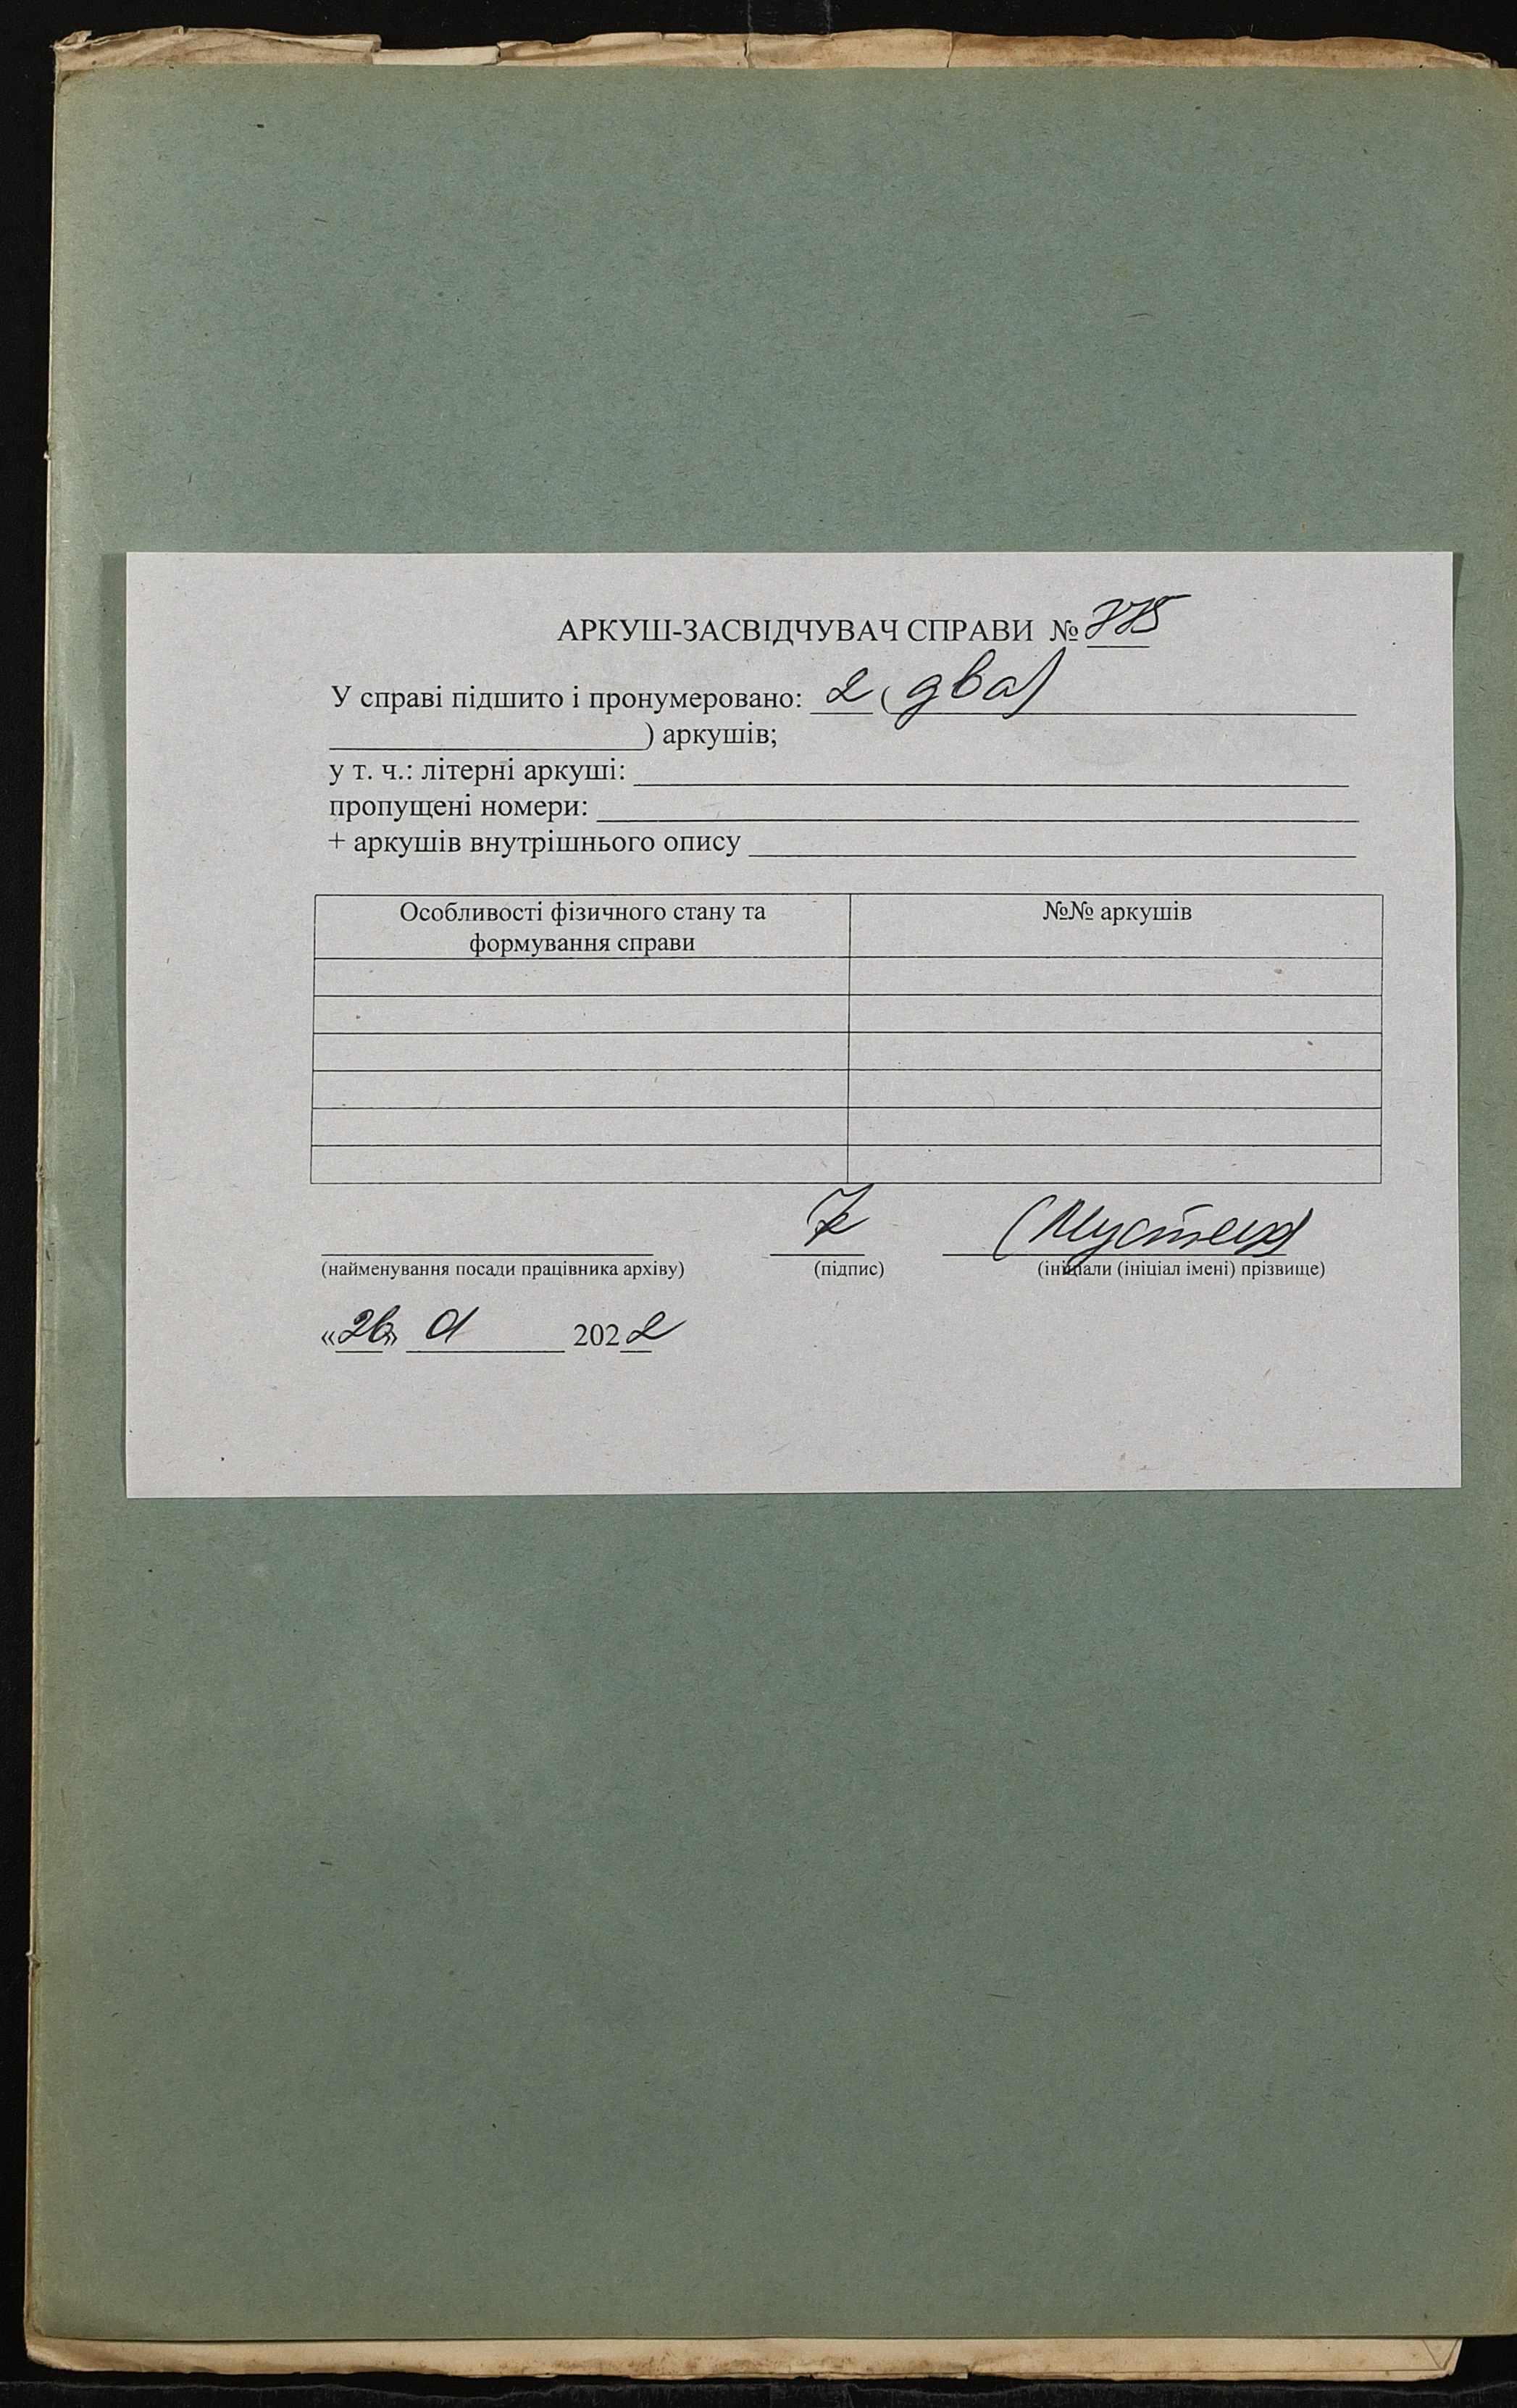 АРКУШ-ЗАСВІДЧУВАЧ СПРАВИ №775
У справі підшито і пронумеровано: 2 (два)
) аркушів;
у т. ч.: літерні аркуші:
пропущені номери:
+ аркушів внутрішнього опису
Особливості фізичного стану та формування справи
№№ аркушів
(найменування посади працівника архіву)
(підпис)
(ініціали (ініціал імені) прізвище)
«26» 01 2022